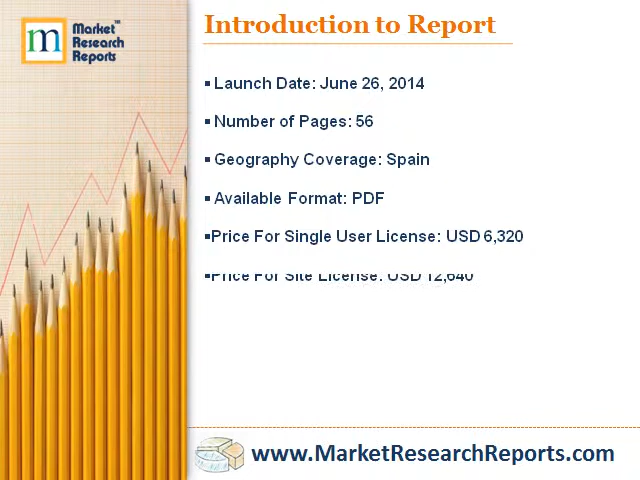 m
Market
Research
Reports
™
Introduction to Report
▪ Launch Date: June 26, 2014
▪ Number of Pages: 56
▪ Geography Coverage: Spain
▪ Available Format: PDF
▪Price For Single User License: USD 6,320
▪Price For Site License: USD 12,640
www.MarketResearchReports.com